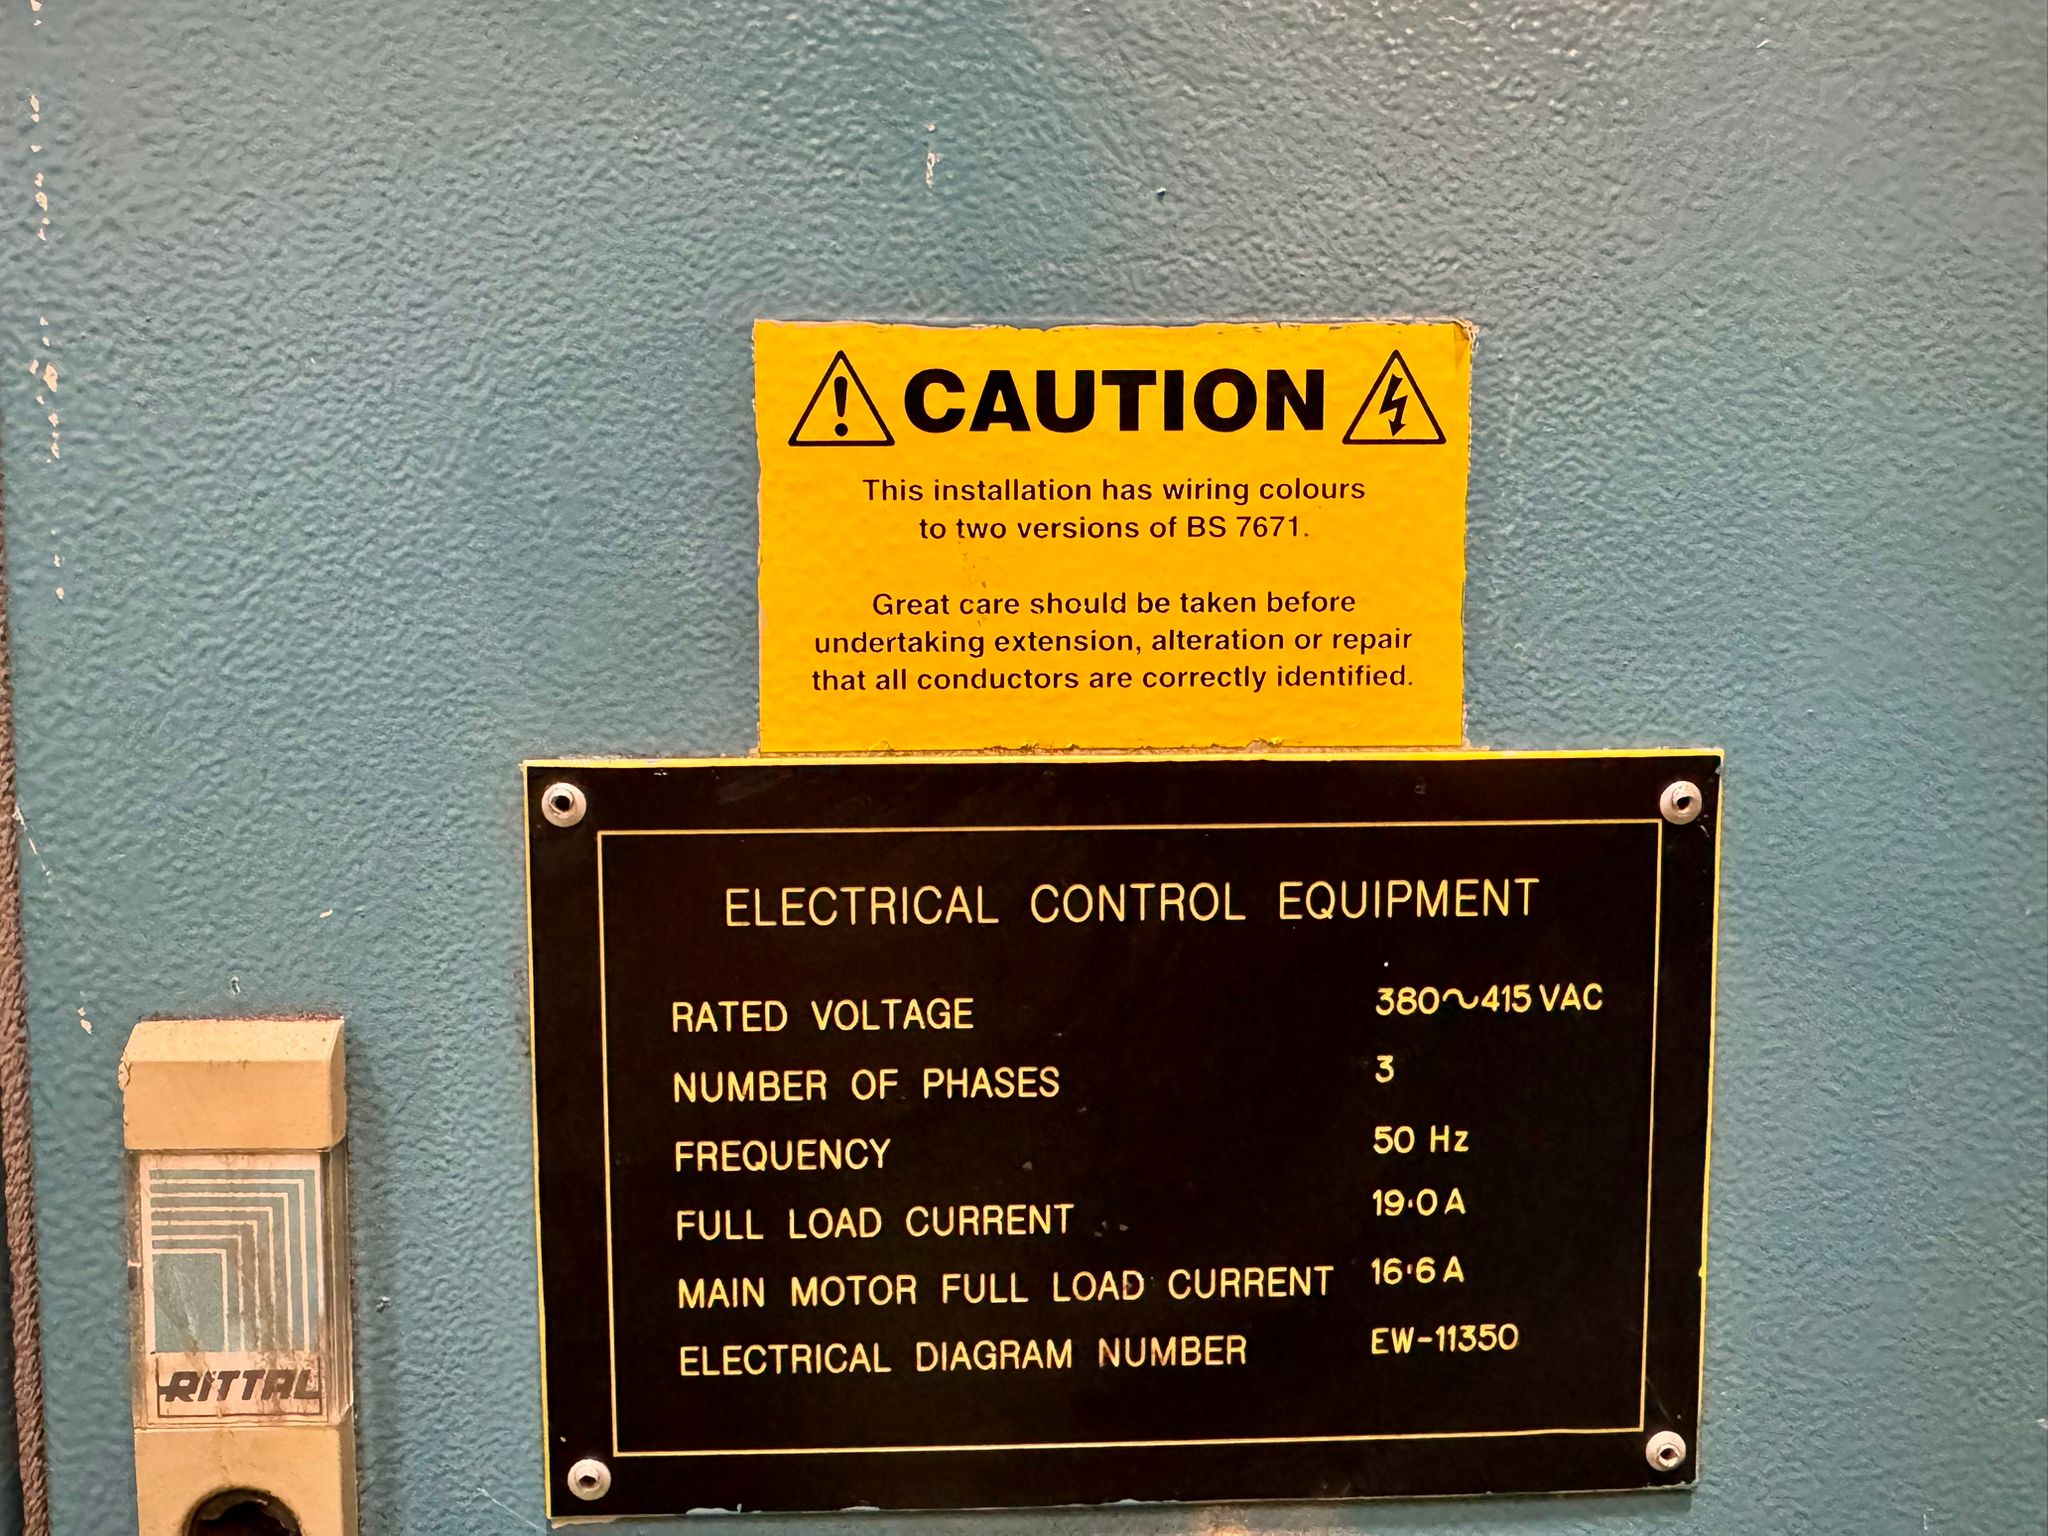 CAUTION
This installation has wiring colours
to two versions of BS 7671.
Great care should be taken before
undertaking extension, alteration or repair
that all conductors are correctly identified.
ELECTRICAL CONTROL EQUIPMENT
RATED VOLTAGE 380~415 VAC
NUMBER OF PHASES 3
FREQUENCY 50 Hz
FULL LOAD CURRENT 19·0 A
MAIN MOTOR FULL LOAD CURRENT 16·6 A
ELECTRICAL DIAGRAM NUMBER EW-11350
RITTAL